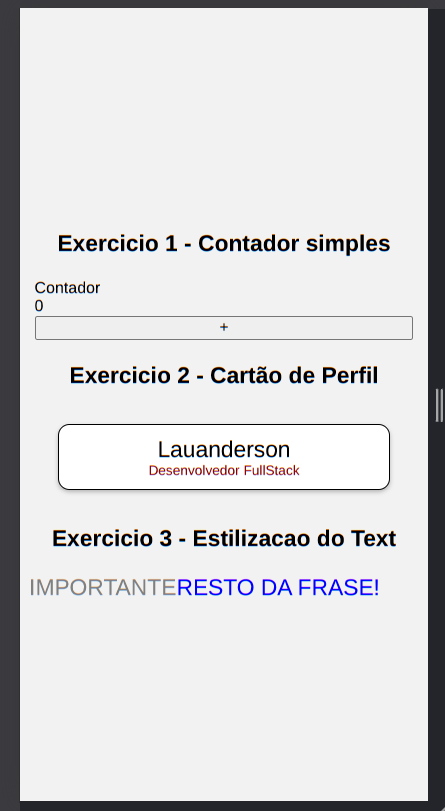 Exercicio 1 - Contador simples
Contador
0
+
Exercicio 2 - Cartão de Perfil
Lauanderson
Desenvolvedor FullStack
Exercicio 3 - Estilizacao do Text
IMPORTANTERESTO DA FRASE!